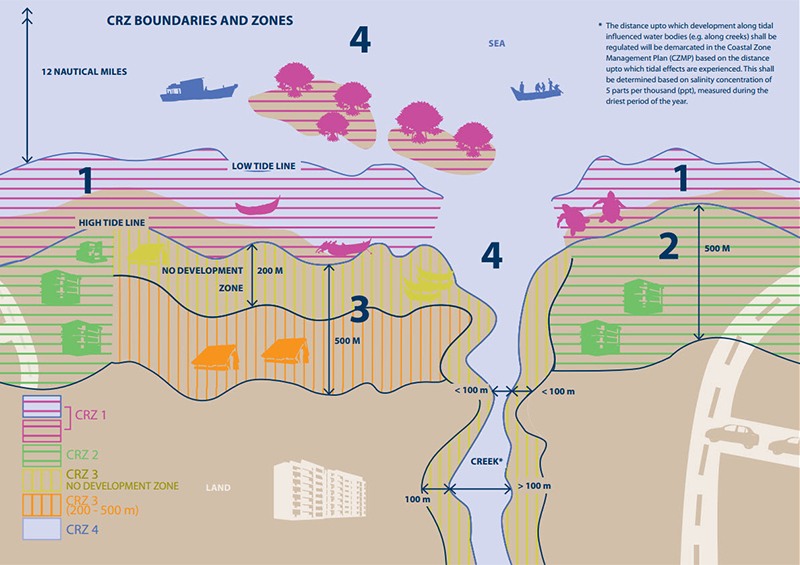 CRZ BOUNDARIES AND ZONES
4
SEA
* The distance upto which development along tidal
influenced water bodies (e.g. along creeks) shall be
regulated will be demarcated in the Coastal Zone
Management Plan (CZMP) based on the distance
upto which tidal effects are experienced. This shall
be determined based on salinity concentration of
5 parts per thousand (ppt), measured during the
driest period of the year.
12 NAUTICAL MILES
LOW TIDE LINE
1
1
HIGH TIDE LINE
2
500 M
4
NO DEVELOPMENT
ZONE
200 M
3
500 M
< 100 m
< 100 m
CRZ 1
CRZ 2
CRZ 3
NO DEVELOPMENT ZONE
CRZ 3
(200 - 500 m)
CRZ 4
LAND
CREEK*
100 m
> 100 m